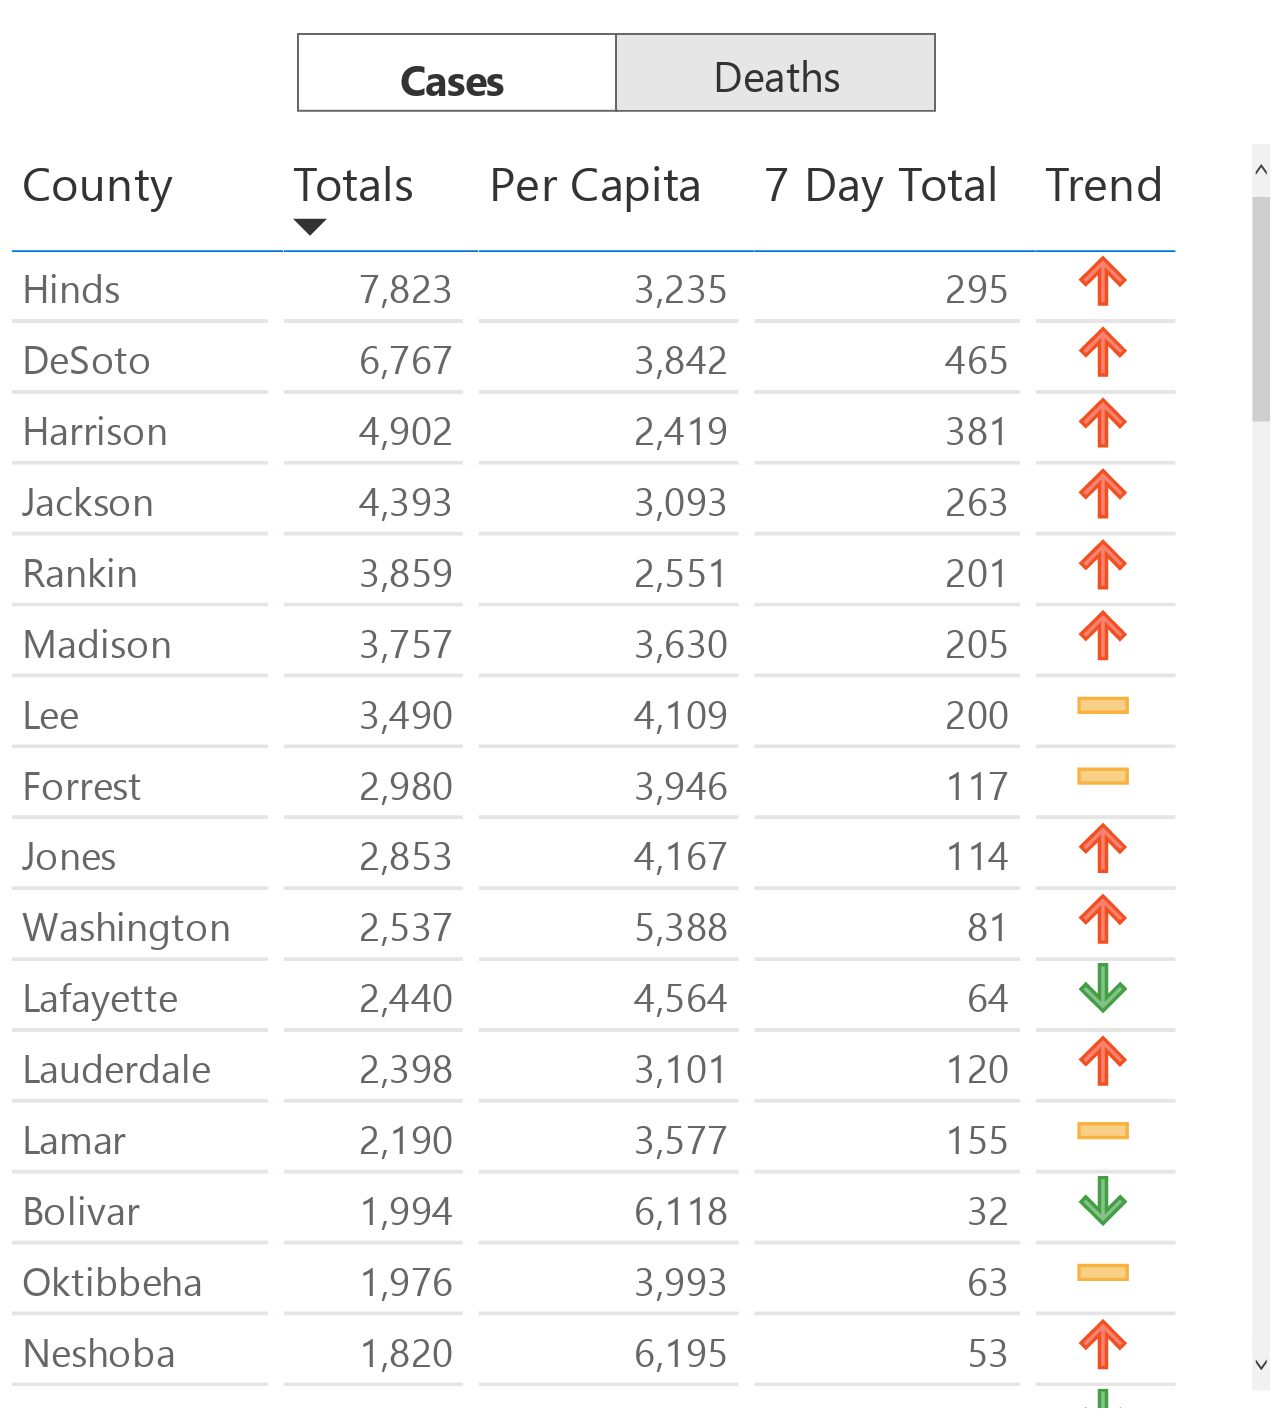 Cases Deaths
County Totals Per Capita 7 Day Total Trend
Hinds 7,823 3,235 295
DeSoto 6,767 3,842 465
Harrison 4,902 2,419 381
Jackson 4,393 3,093 263
Rankin 3,859 2,551 201
Madison 3,757 3,630 205
Lee 3,490 4,109 200
Forrest 2,980 3,946 117
Jones 2,853 4,167 114
Washington 2,537 5,388 81
Lafayette 2,440 4,564 64
Lauderdale 2,398 3,101 120
Lamar 2,190 3,577 155
Bolivar 1,994 6,118 32
Oktibbeha 1,976 3,993 63
Neshoba 1,820 6,195 53